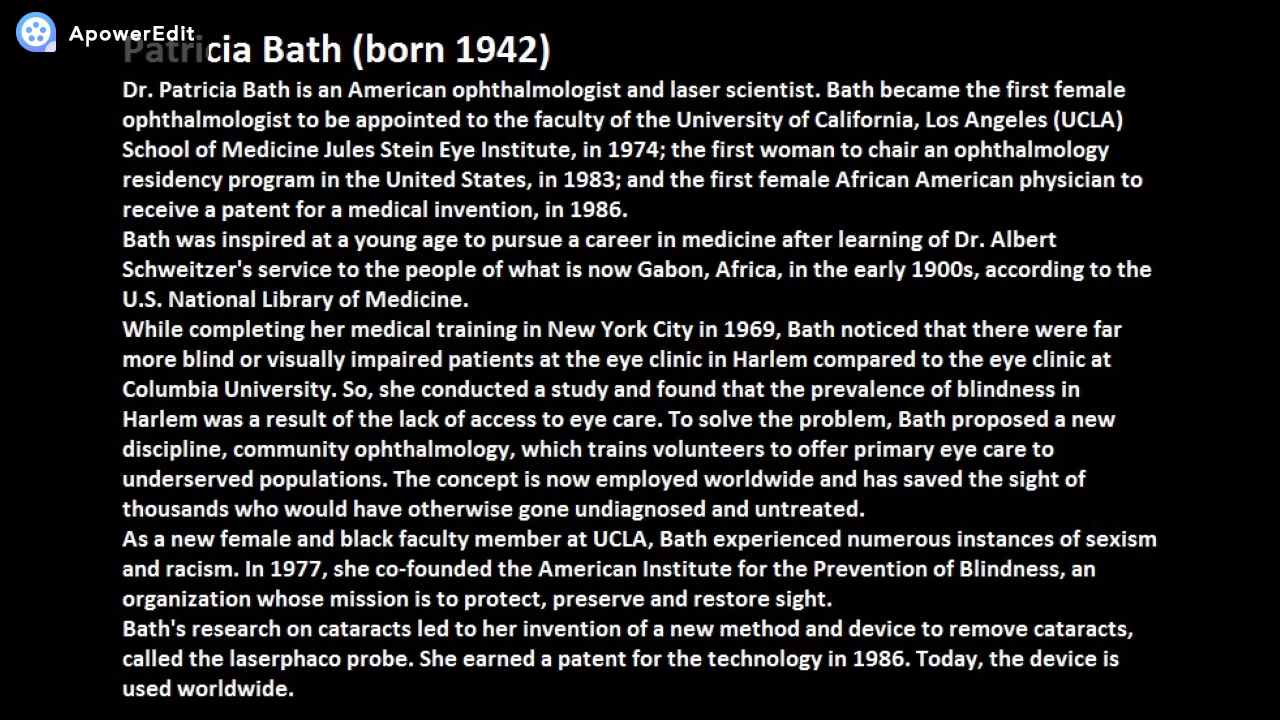 ApowerEdit
Patricia Bath (born 1942)
Dr. Patricia Bath is an American ophthalmologist and laser scientist. Bath became the first female
ophthalmologist to be appointed to the faculty of the University of California, Los Angeles (UCLA)
School of Medicine Jules Stein Eye Institute, in 1974; the first woman to chair an ophthalmology
residency program in the United States, in 1983; and the first female African American physician to
receive a patent for a medical invention, in 1986.
Bath was inspired at a young age to pursue a career in medicine after learning of Dr. Albert
Schweitzer's service to the people of what is now Gabon, Africa, in the early 1900s, according to the
U.S. National Library of Medicine.
While completing her medical training in New York City in 1969, Bath noticed that there were far
more blind or visually impaired patients at the eye clinic in Harlem compared to the eye clinic at
Columbia University. So, she conducted a study and found that the prevalence of blindness in
Harlem was a result of the lack of access to eye care. To solve the problem, Bath proposed a new
discipline, community ophthalmology, which trains volunteers to offer primary eye care to
underserved populations. The concept is now employed worldwide and has saved the sight of
thousands who would have otherwise gone undiagnosed and untreated.
As a new female and black faculty member at UCLA, Bath experienced numerous instances of sexism
and racism. In 1977, she co-founded the American Institute for the Prevention of Blindness, an
organization whose mission is to protect, preserve and restore sight.
Bath's research on cataracts led to her invention of a new method and device to remove cataracts,
called the laserphaco probe. She earned a patent for the technology in 1986. Today, the device is
used worldwide.